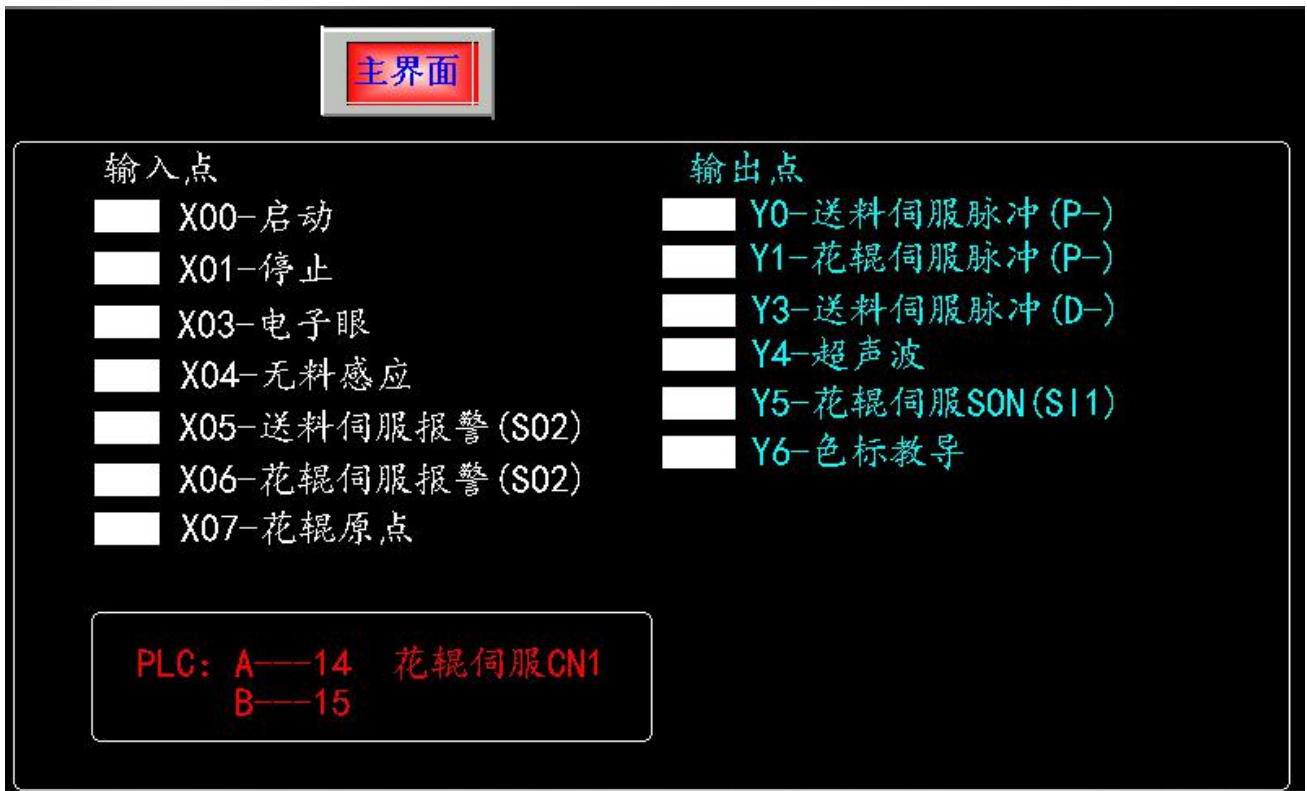 主界面
输入点
X00-启动
X01-停止
X03-电子眼
X04-无料感应
X05-送料伺服报警(S02)
X06-花辊伺服报警(S02)
X07-花辊原点
输出点
Y0-送料伺服脉冲(P-)
Y1-花辊伺服脉冲(P-)
Y3-送料伺服脉冲(D-)
Y4-超声波
Y5-花辊伺服SON(SI1)
Y6-色标教导
PLC: A---14 花辊伺服CN1
B---15